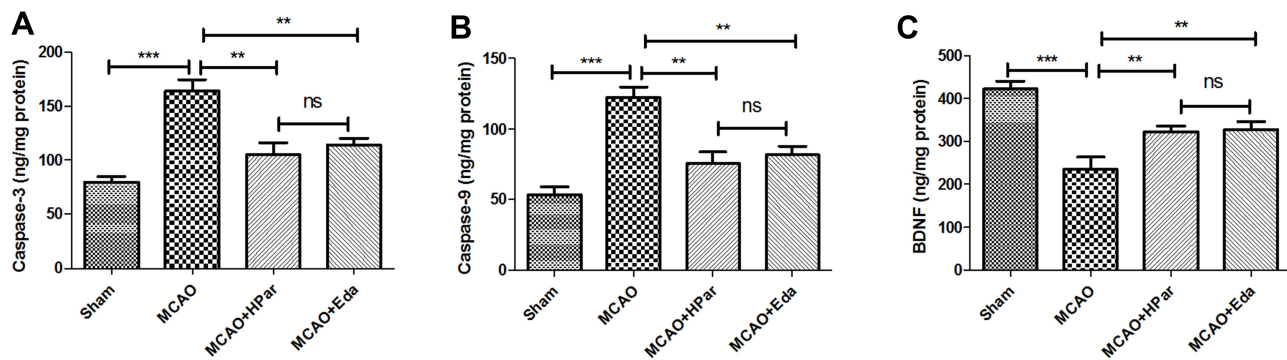 A
Caspase-3 (ng/mg protein)
200
150
100
50
0
***
**
**
ns
Sham
MCAO
MCAO+HPar
MCAO+Eda
B
Caspase-9 (ng/mg protein)
150
100
50
0
***
**
**
ns
Sham
MCAO
MCAO+HPar
MCAO+Eda
C
BDNF (ng/mg protein)
500
400
300
200
100
0
***
**
**
ns
Sham
MCAO
MCAO+HPar
MCAO+Eda